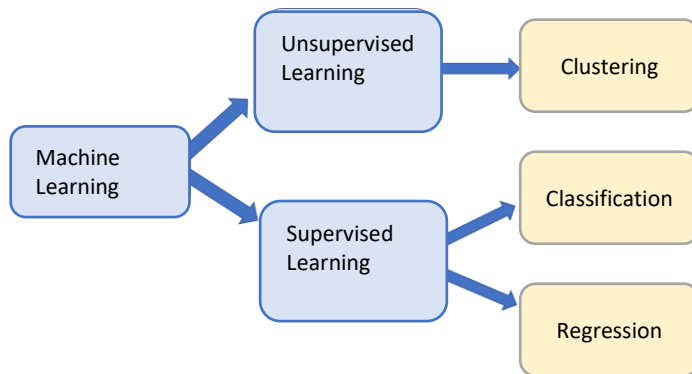 Unsupervised
Learning
Clustering
Machine
Learning
Classification
Supervised
Learning
Regression